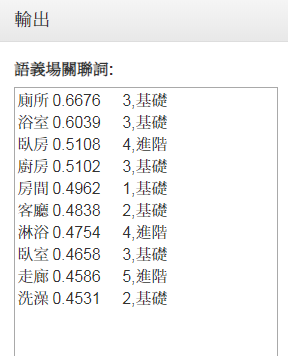 輸出
語義場關聯詞:
廁所 0.6676 3,基礎
浴室 0.6039 3,基礎
臥房 0.5108 4,進階
廚房 0.5102 3,基礎
房間 0.4962 1,基礎
客廳 0.4838 2,基礎
淋浴 0.4754 4,進階
臥室 0.4658 3,基礎
走廊 0.4586 5,進階
洗澡 0.4531 2,基礎